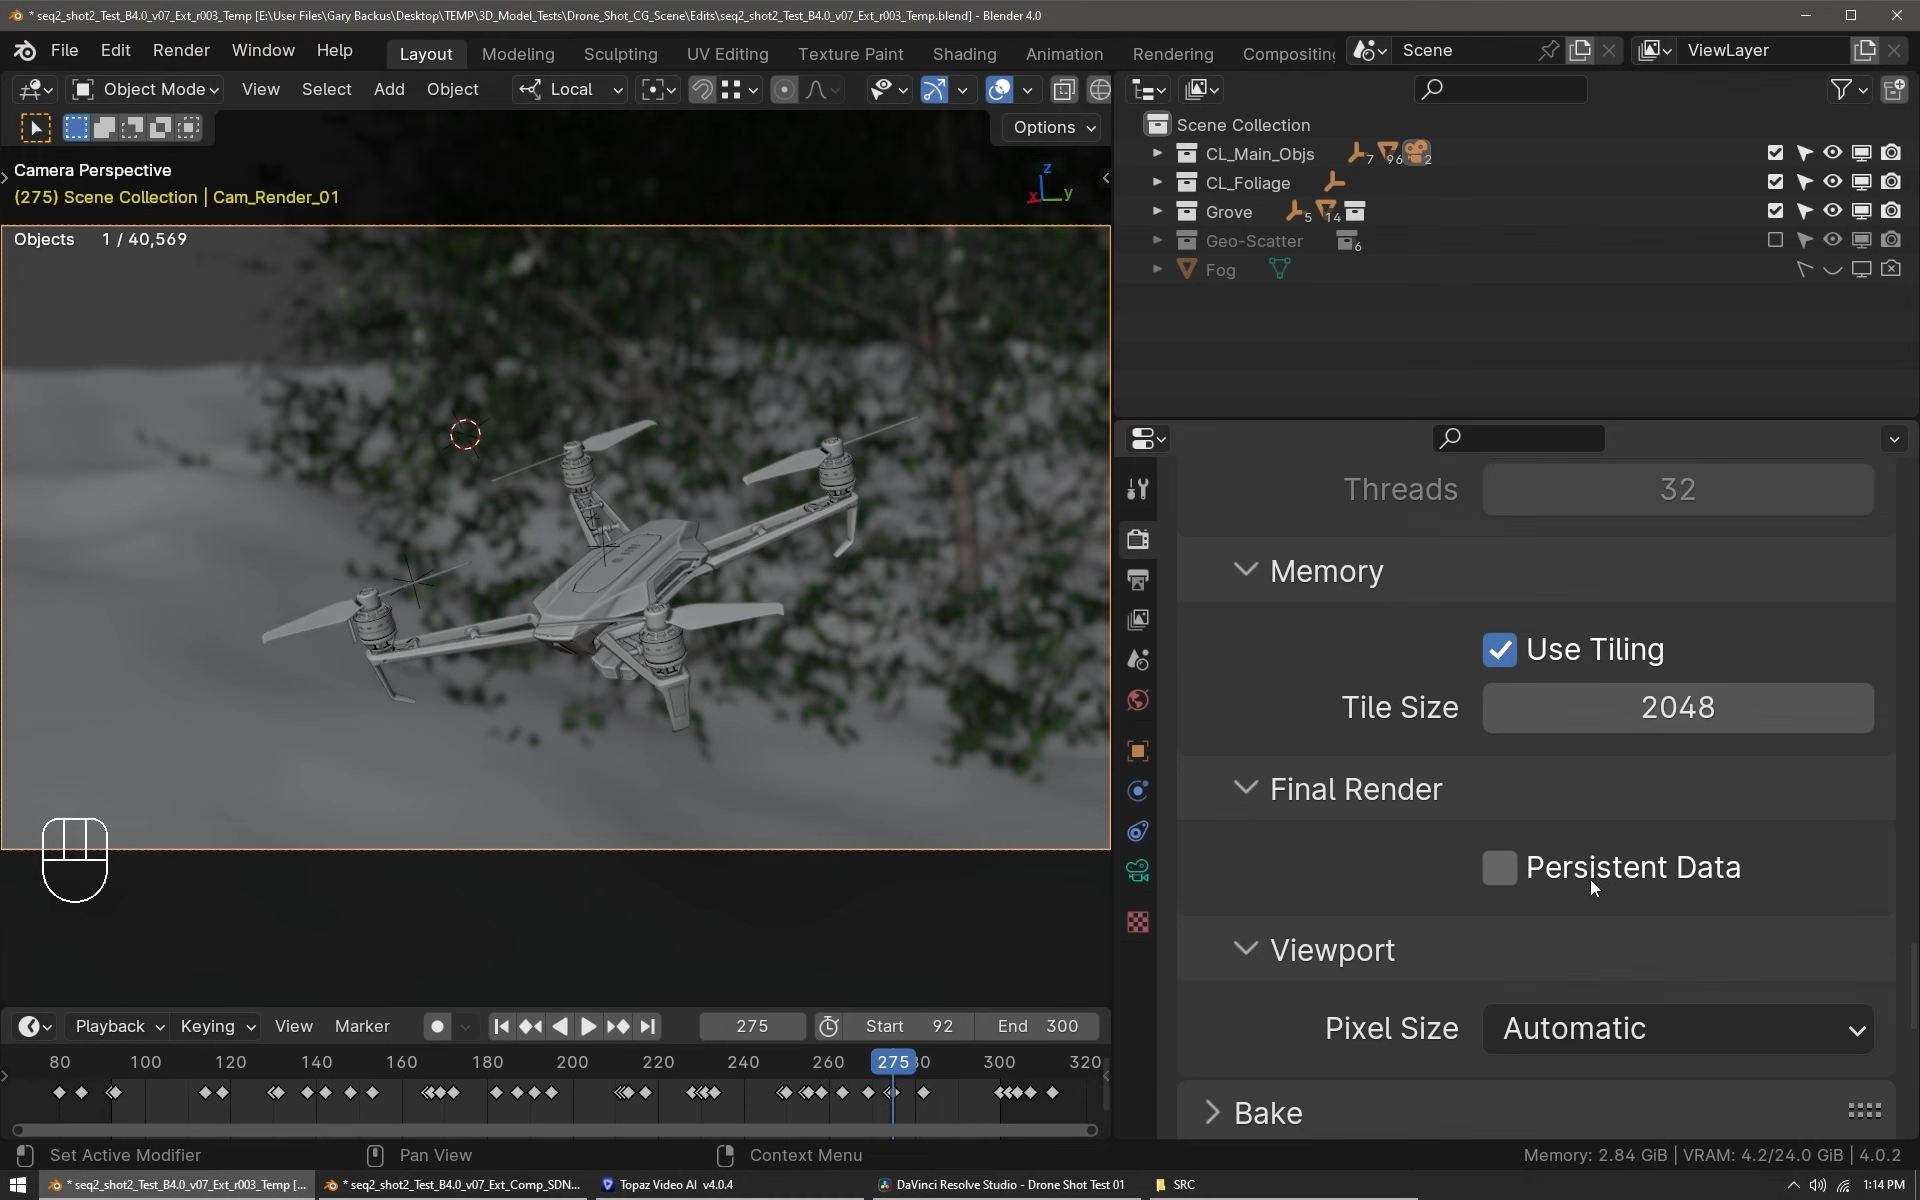 * seq2_shot2_Test_B4.0_v07_Ext_r003_Temp [E:\User Files\Gary Backus\Desktop\TEMP\3D_Model_Tests\Drone_Shot_CG_Scene\Edits\seq2_shot2_Test_B4.0_v07_Ext_r003_Temp.blend] - Blender 4.0
File Edit Render Window Help Layout Modeling Sculpting UV Editing Texture Paint Shading Animation Rendering Compositing Scene ViewLayer
Object Mode View Select Add Object Local
Options
Camera Perspective
(275) Scene Collection | Cam_Render_01
Objects 1 / 40,569
z
x y
Scene Collection
CL_Main_Objs 7 96 2
CL_Foliage
Grove 5 14
Geo-Scatter 6
Fog
Threads 32
Memory
Use Tiling
Tile Size 2048
Final Render
Persistent Data
Viewport
Pixel Size Automatic
Bake
Playback Keying View Marker 275 Start 92 End 300
80 100 120 140 160 180 200 220 240 260 275 80 300 320
Set Active Modifier Pan View Context Menu Memory: 2.84 GiB | VRAM: 4.2/24.0 GiB | 4.0.2
* seq2_shot2_Test_B4.0_v07_Ext_r003_Temp [... * seq2_shot2_Test_B4.0_v07_Ext_Comp_SDN... Topaz Video AI v4.0.4 DaVinci Resolve Studio - Drone Shot Test 01 SRC 1:14 PM